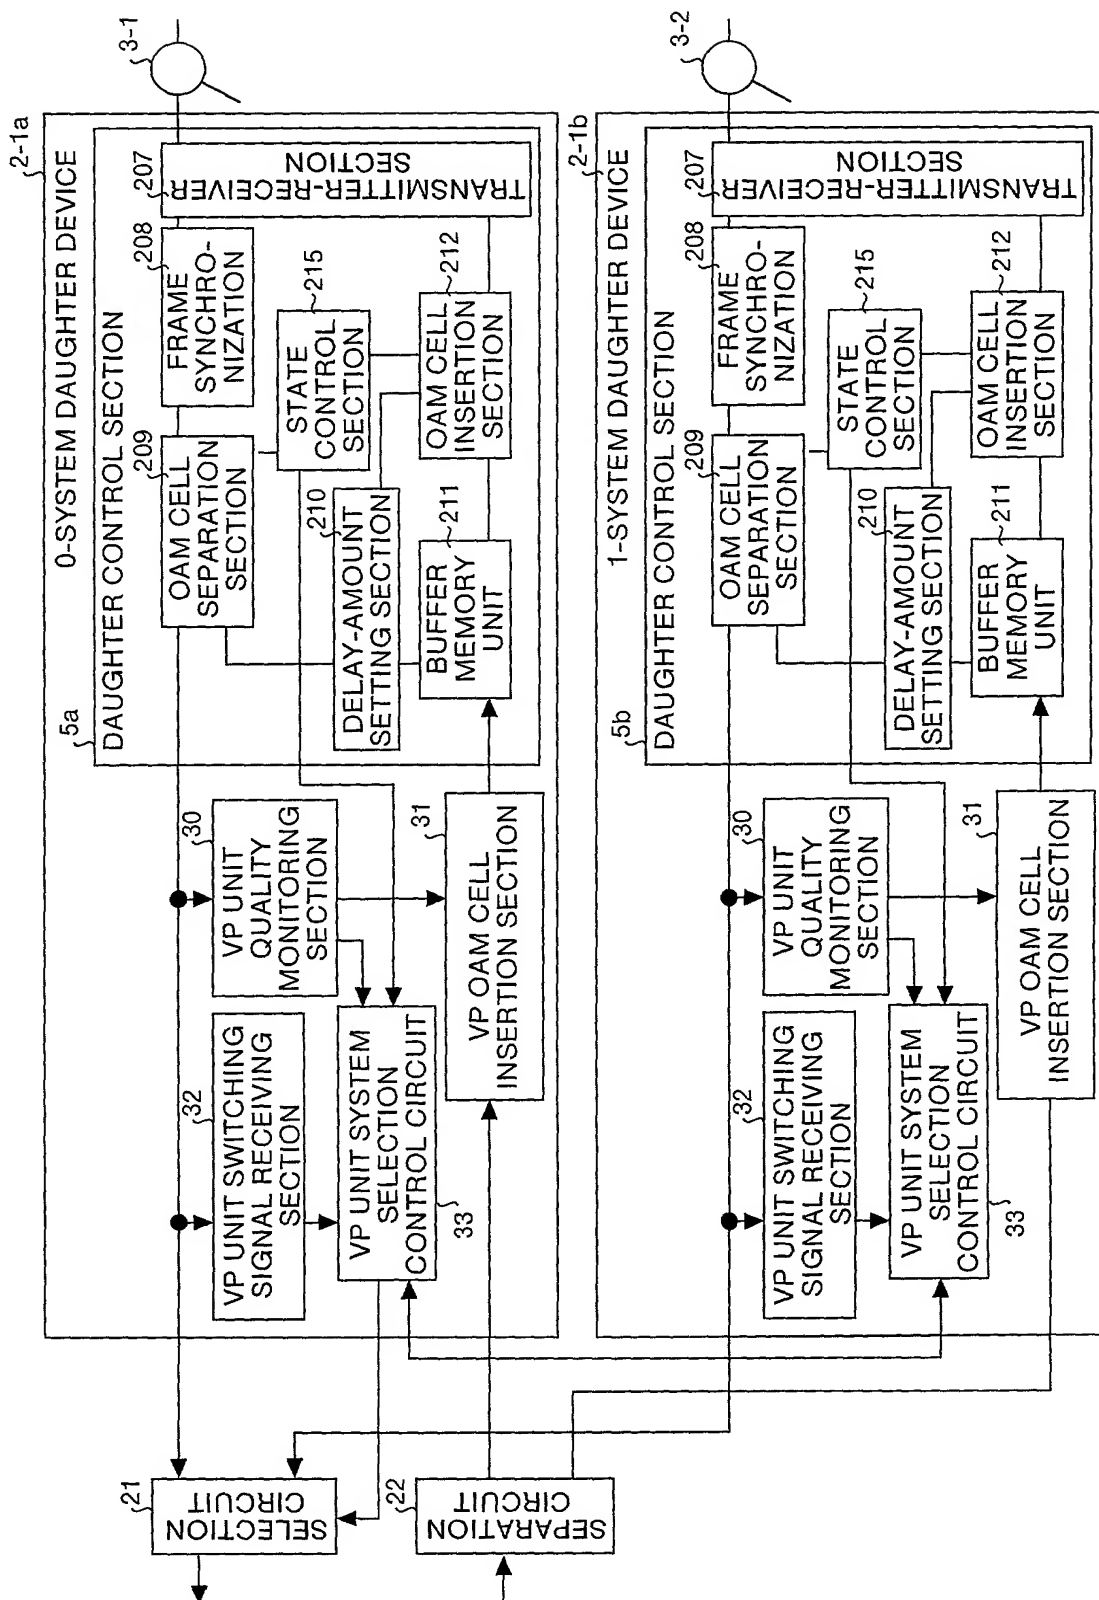 3-1
2-1a
0-SYSTEM DAUGHTER DEVICE
5a
DAUGHTER CONTROL SECTION
207
TRANSMITTER-RECEIVER
SECTION
208
FRAME
SYNCHRO-
NIZATION
209
OAM CELL
SEPARATION
SECTION
215
STATE
CONTROL
SECTION
210
DELAY-AMOUNT
SETTING SECTION
212
OAM CELL
INSERTION
SECTION
211
BUFFER
MEMORY
UNIT
30
VP UNIT
QUALITY
MONITORING
SECTION
31
VP OAM CELL
INSERTION SECTION
32
VP UNIT SWITCHING
SIGNAL RECEIVING
SECTION
33
VP UNIT SYSTEM
SELECTION
CONTROL CIRCUIT
21
SELECTION
CIRCUIT
22
SEPARATION
CIRCUIT
3-2
2-1b
1-SYSTEM DAUGHTER DEVICE
5b
DAUGHTER CONTROL SECTION
207
TRANSMITTER-RECEIVER
SECTION
208
FRAME
SYNCHRO-
NIZATION
209
OAM CELL
SEPARATION
SECTION
215
STATE
CONTROL
SECTION
210
DELAY-AMOUNT
SETTING SECTION
212
OAM CELL
INSERTION
SECTION
211
BUFFER
MEMORY
UNIT
30
VP UNIT
QUALITY
MONITORING
SECTION
31
VP OAM CELL
INSERTION SECTION
32
VP UNIT SWITCHING
SIGNAL RECEIVING
SECTION
33
VP UNIT SYSTEM
SELECTION
CONTROL CIRCUIT